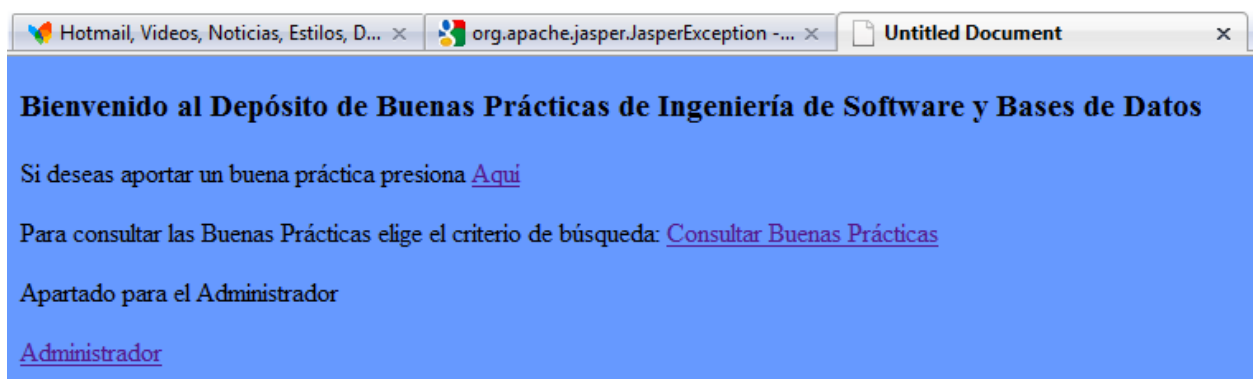 Hotmail, Videos, Noticias, Estilos, D... org.apache.jasper.JasperException -... Untitled Document
Bienvenido al Depósito de Buenas Prácticas de Ingeniería de Software y Bases de Datos
Si deseas aportar un buena práctica presiona Aquí
Para consultar las Buenas Prácticas elige el criterio de búsqueda: Consultar Buenas Prácticas
Apartado para el Administrador
Administrador